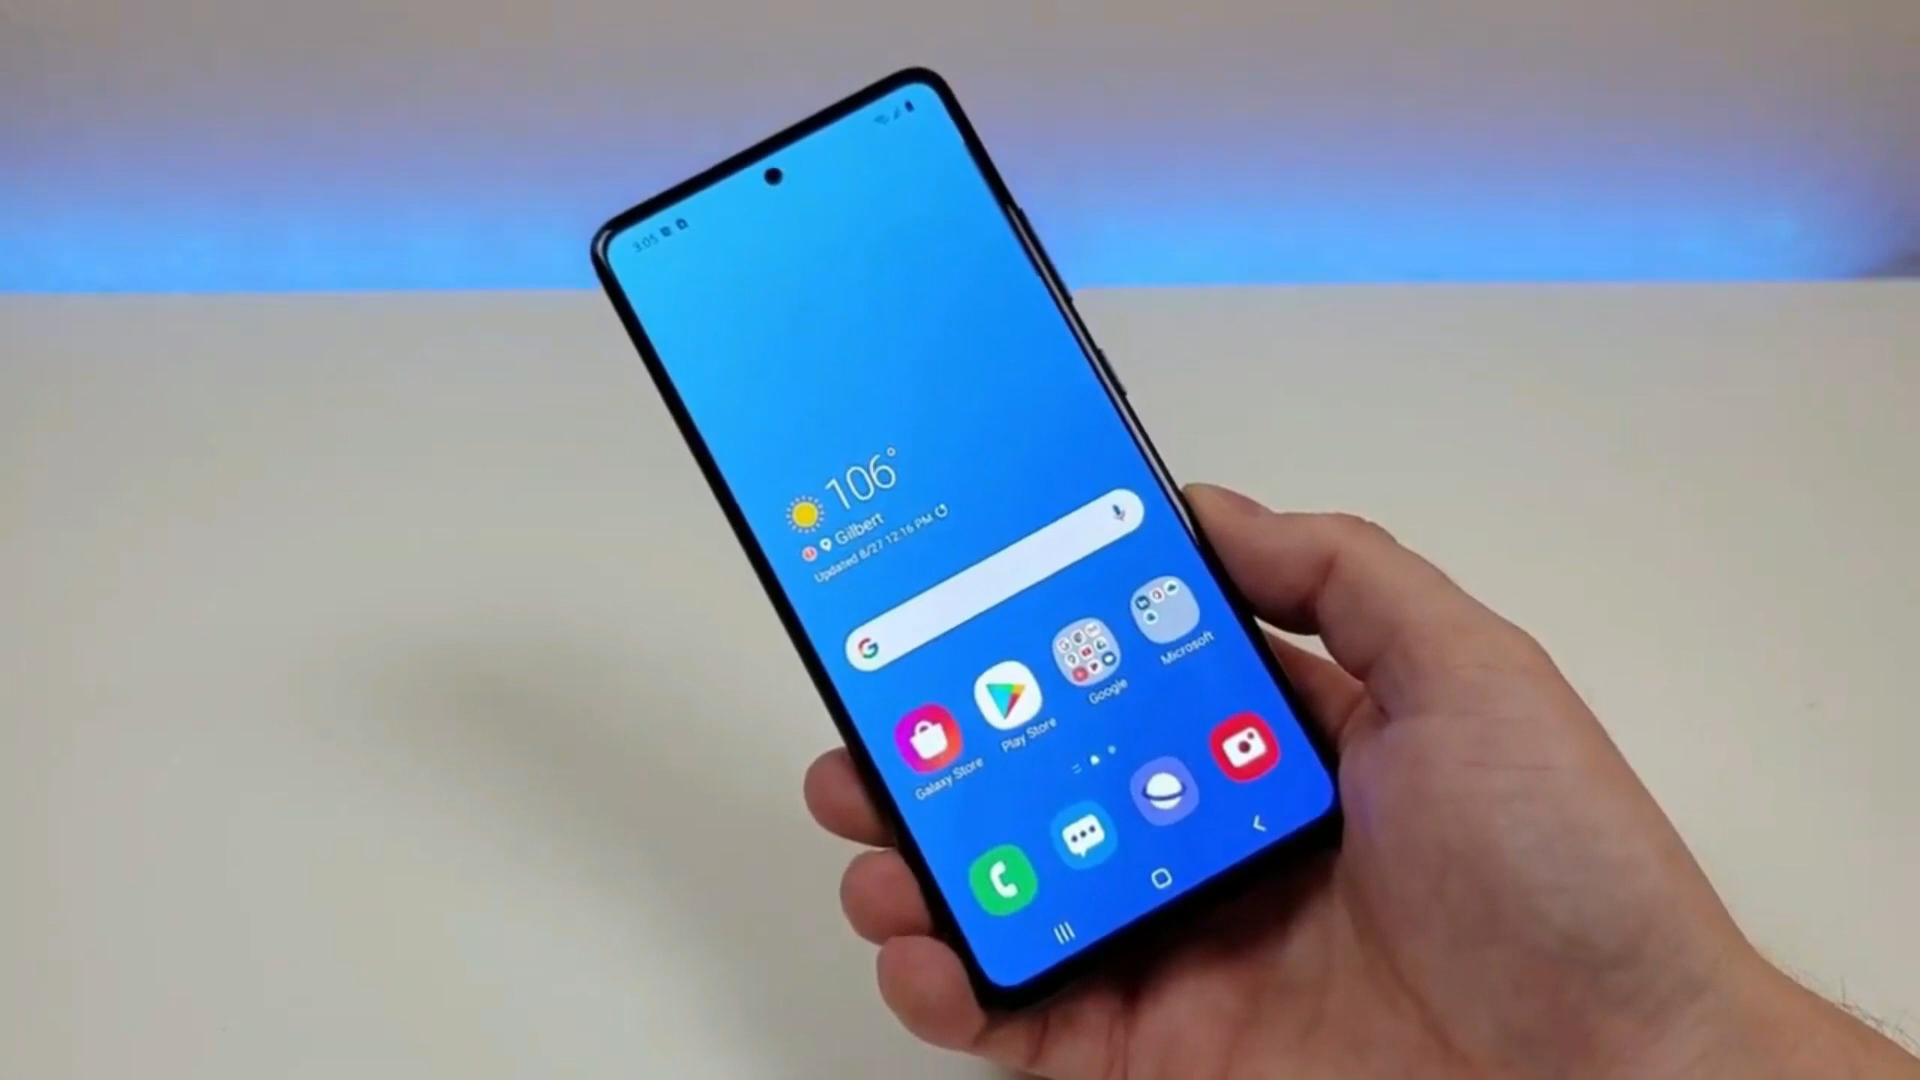 3:05
106°
Gilbert
Updated 8/27 12:16 PM
G
Galaxy Store
Play Store
Google
Microsoft